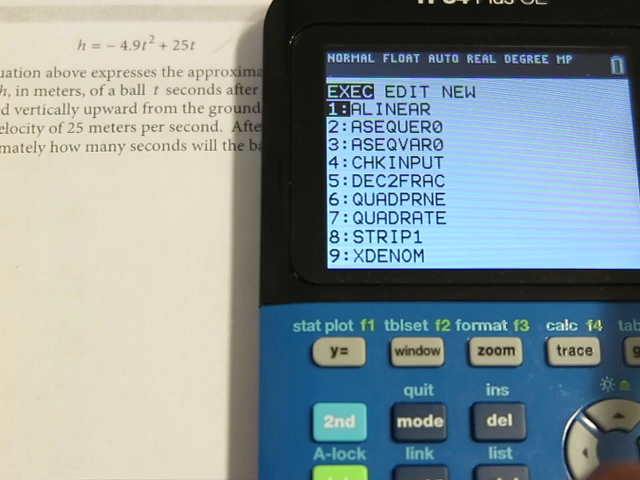 h = − 4.9t² + 25t
uation above expresses the approxima
h, in meters, of a ball t seconds after
d vertically upward from the ground
elocity of 25 meters per second. Afte
mately how many seconds will the ba
Plus CE
NORMAL FLOAT AUTO REAL DEGREE MP
EXEC EDIT NEW
1:ALINEAR
2:ASEQUER0
3:ASEQVAR0
4:CHKINPUT
5:DEC2FRAC
6:QUADPRNE
7:QUADRATE
8:STRIP1
9:XDENOM
stat plot f1 tblset f2 format f3 calc f4 tab
y= window zoom trace g
quit ins
2nd mode del
A-lock link list